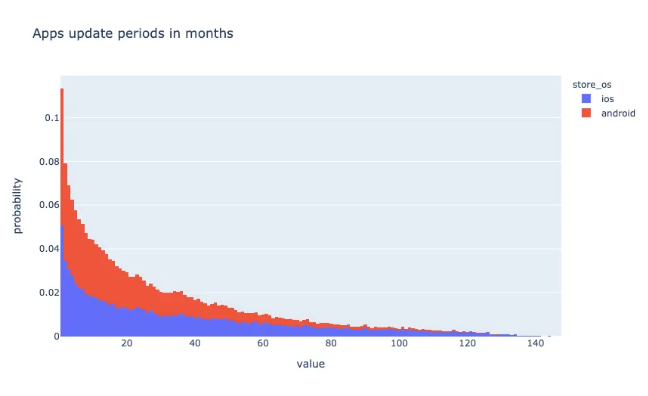 Apps update periods in months
store_os
ios
android
0.1
0.08
0.06
0.04
0.02
0
probability
20
40
60
80
100
120
140
value